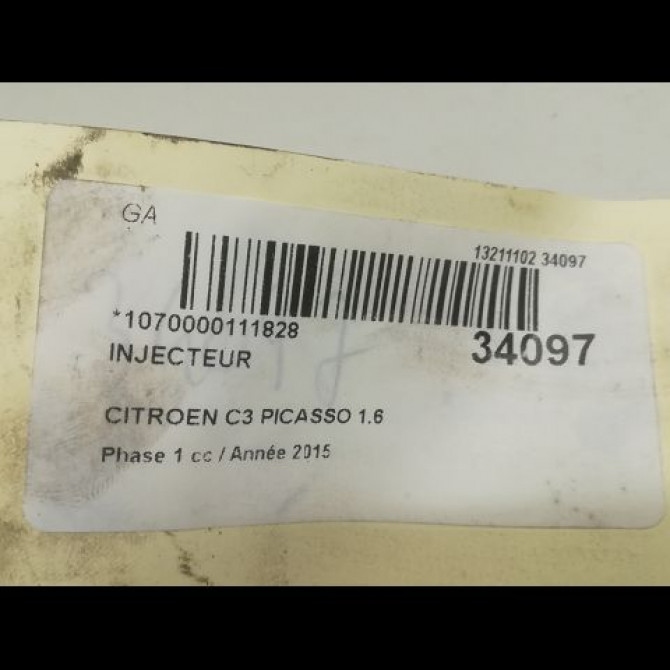 GA
13211102 34097
*1070000111828
34097
INJECTEUR
CITROEN C3 PICASSO 1.6
Phase 1 cc / Année 2015